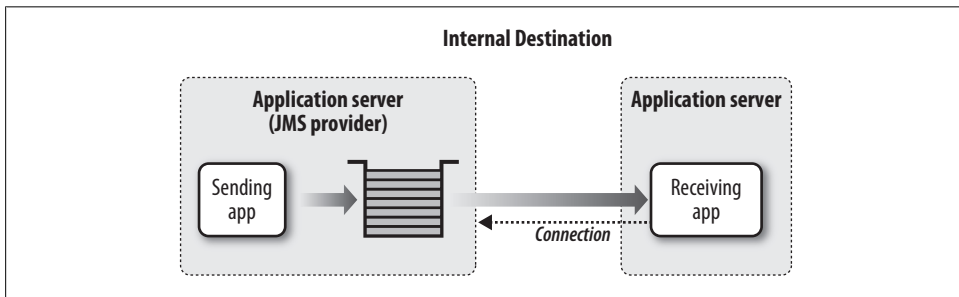 Internal Destination
Application server
(JMS provider)
Application server
Sending
app
Receiving
app
Connection